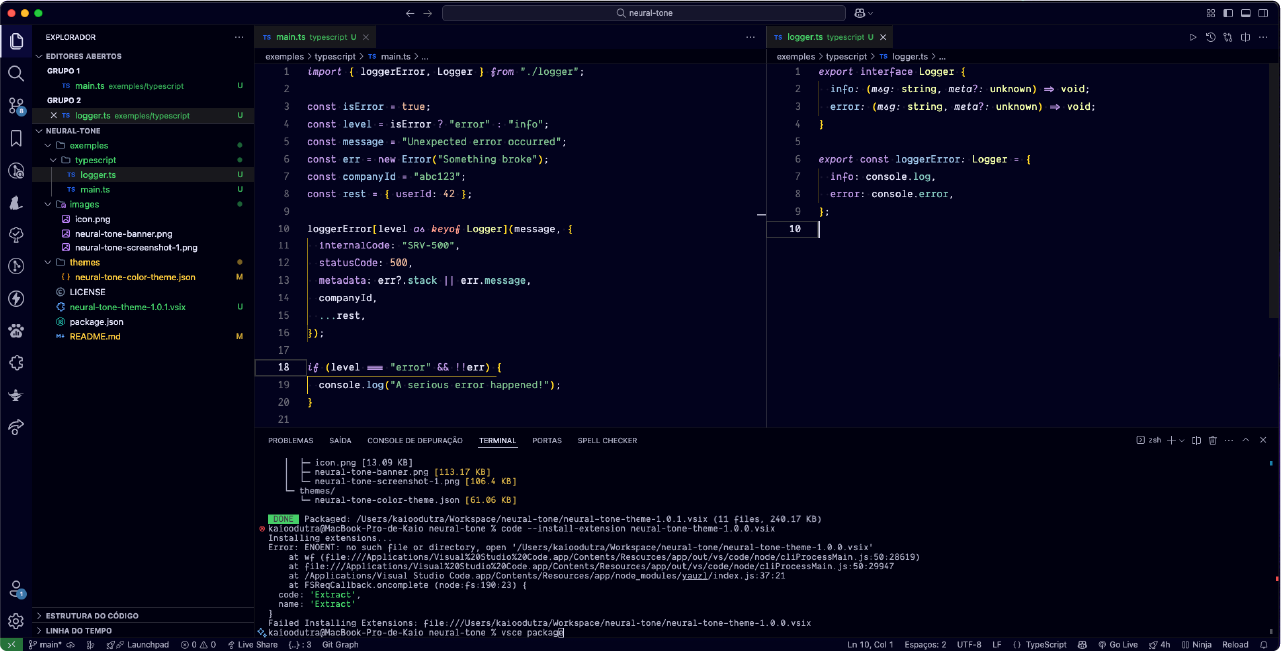 neural-tone
EXPLORADOR
EDITORES ABERTOS
GRUPO 1
TS main.ts exemples/typescript U
GRUPO 2
TS logger.ts exemples/typescript U
NEURAL-TONE
exemples
typescript
TS logger.ts U
TS main.ts U
images
icon.png
neural-tone-banner.png
neural-tone-screenshot-1.png
themes
neural-tone-color-theme.json M
LICENSE
neural-tone-theme-1.0.1.vsix U
package.json
README.md M
ESTRUTURA DO CÓDIGO
LINHA DO TEMPO
8
1
TS main.ts typescript U
exemples > typescript > TS main.ts > ...
1 import { loggerError, Logger } from "./logger";
2
3 const isError = true;
4 const level = isError ? "error" : "info";
5 const message = "Unexpected error occurred";
6 const err = new Error("Something broke");
7 const companyId = "abc123";
8 const rest = { userId: 42 };
9
10 loggerError[level as keyof Logger](message, {
11 internalCode: "SRV-500",
12 statusCode: 500,
13 metadata: err?.stack || err.message,
14 companyId,
15 ...rest,
16 });
17
18 if (level === "error" && !!err) {
19 console.log("A serious error happened!");
20 }
21
TS logger.ts typescript U
exemples > typescript > TS logger.ts > ...
1 export interface Logger {
2 info: (msg: string, meta?: unknown) => void;
3 error: (msg: string, meta?: unknown) => void;
4 }
5
6 export const loggerError: Logger = {
7 info: console.log,
8 error: console.error,
9 };
10
PROBLEMAS SAÍDA CONSOLE DE DEPURAÇÃO TERMINAL PORTAS SPELL CHECKER
zsh
icon.png [13.09 KB]
neural-tone-banner.png [113.17 KB]
neural-tone-screenshot-1.png [106.4 KB]
themes/
neural-tone-color-theme.json [61.06 KB]
DONE Packaged: /Users/kaioodutra/Workspace/neural-tone/neural-tone-theme-1.0.1.vsix (11 files, 240.17 KB)
kaioodutra@MacBook-Pro-de-Kaio neural-tone % code --install-extension neural-tone-theme-1.0.0.vsix
Installing extensions...
Error: ENOENT: no such file or directory, open '/Users/kaioodutra/Workspace/neural-tone/neural-tone-theme-1.0.0.vsix'
at wf (file:///Applications/Visual%20Studio%20Code.app/Contents/Resources/app/out/vs/code/node/cliProcessMain.js:50:28619)
at file:///Applications/Visual%20Studio%20Code.app/Contents/Resources/app/out/vs/code/node/cliProcessMain.js:50:29947
at /Applications/Visual Studio Code.app/Contents/Resources/app/node_modules/yauzl/index.js:37:21
at FSReqCallback.oncomplete (node:fs:190:23) {
code: 'Extract',
name: 'Extract'
}
Failed Installing Extensions: file:///Users/kaioodutra/Workspace/neural-tone/neural-tone-theme-1.0.0.vsix
kaioodutra@MacBook-Pro-de-Kaio neural-tone % vsce package
main* Launchpad 0 0 Live Share {..} : 3 Git Graph Ln 10, Col 1 Espaços: 2 UTF-8 LF {} TypeScript Go Live 4h Ninja Reload